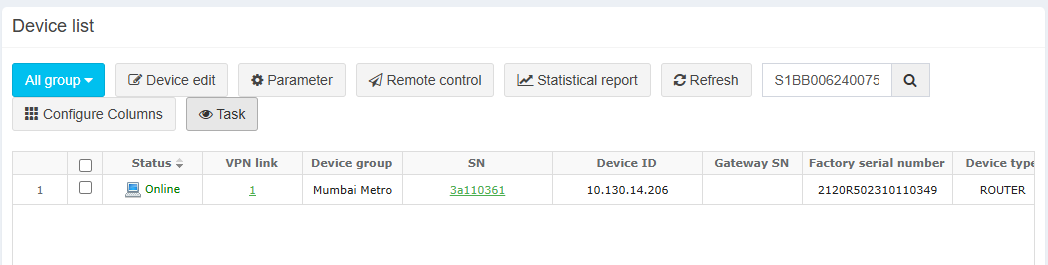 Device list
All group Device edit Parameter Remote control Statistical report Refresh S1BB006240075
Configure Columns Task
Status VPN link Device group SN Device ID Gateway SN Factory serial number Device type
1 Online 1 Mumbai Metro 3a110361 10.130.14.206 2120R502310110349 ROUTER